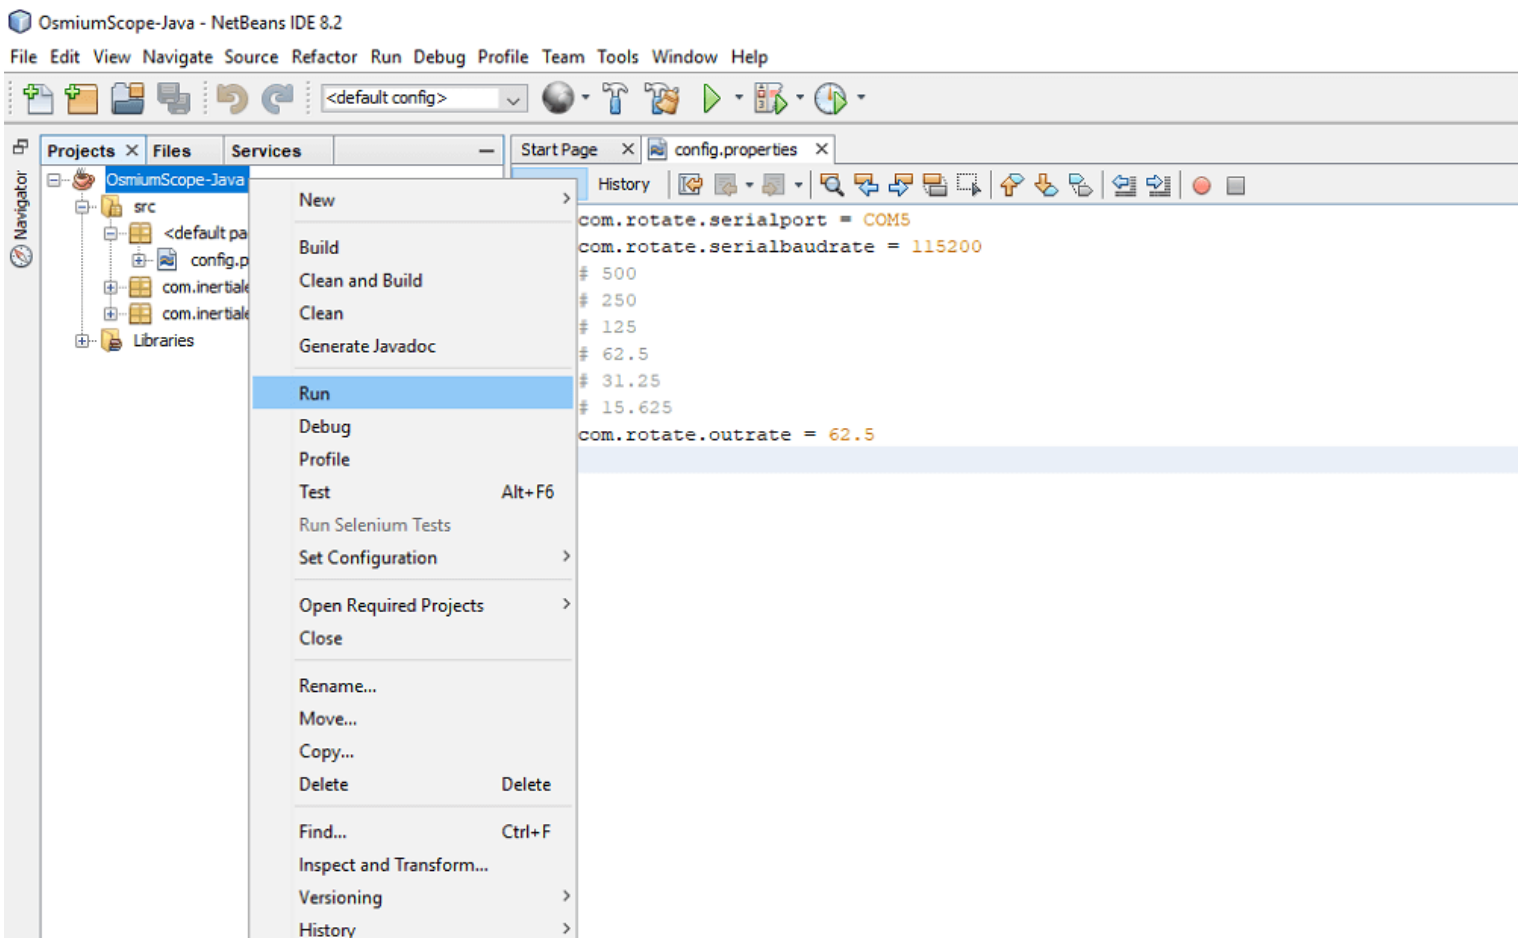 OsmiumScope-Java - NetBeans IDE 8.2
File Edit View Navigate Source Refactor Run Debug Profile Team Tools Window Help
<default config>
Projects Files Services
Start Page config.properties
Navigator
History
OsmiumScope-Java
src
<default pa
config.p
com.inertiale
com.inertiale
Libraries
New
Build
Clean and Build
Clean
Generate Javadoc
Run
Debug
Profile
Test Alt+F6
Run Selenium Tests
Set Configuration
Open Required Projects
Close
Rename...
Move...
Copy...
Delete Delete
Find... Ctrl+F
Inspect and Transform...
Versioning
History
com.rotate.serialport = COM5
com.rotate.serialbaudrate = 115200
# 500
# 250
# 125
# 62.5
# 31.25
# 15.625
com.rotate.outrate = 62.5